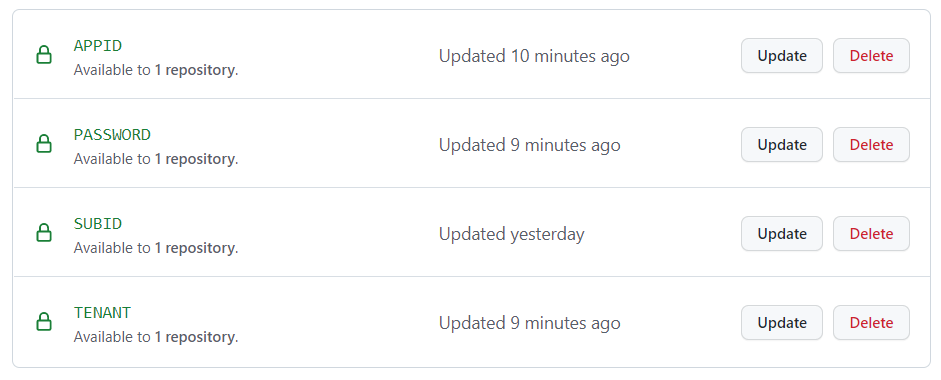 APPID
Available to 1 repository.
Updated 10 minutes ago
Update
Delete
PASSWORD
Available to 1 repository.
Updated 9 minutes ago
Update
Delete
SUBID
Available to 1 repository.
Updated yesterday
Update
Delete
TENANT
Available to 1 repository.
Updated 9 minutes ago
Update
Delete